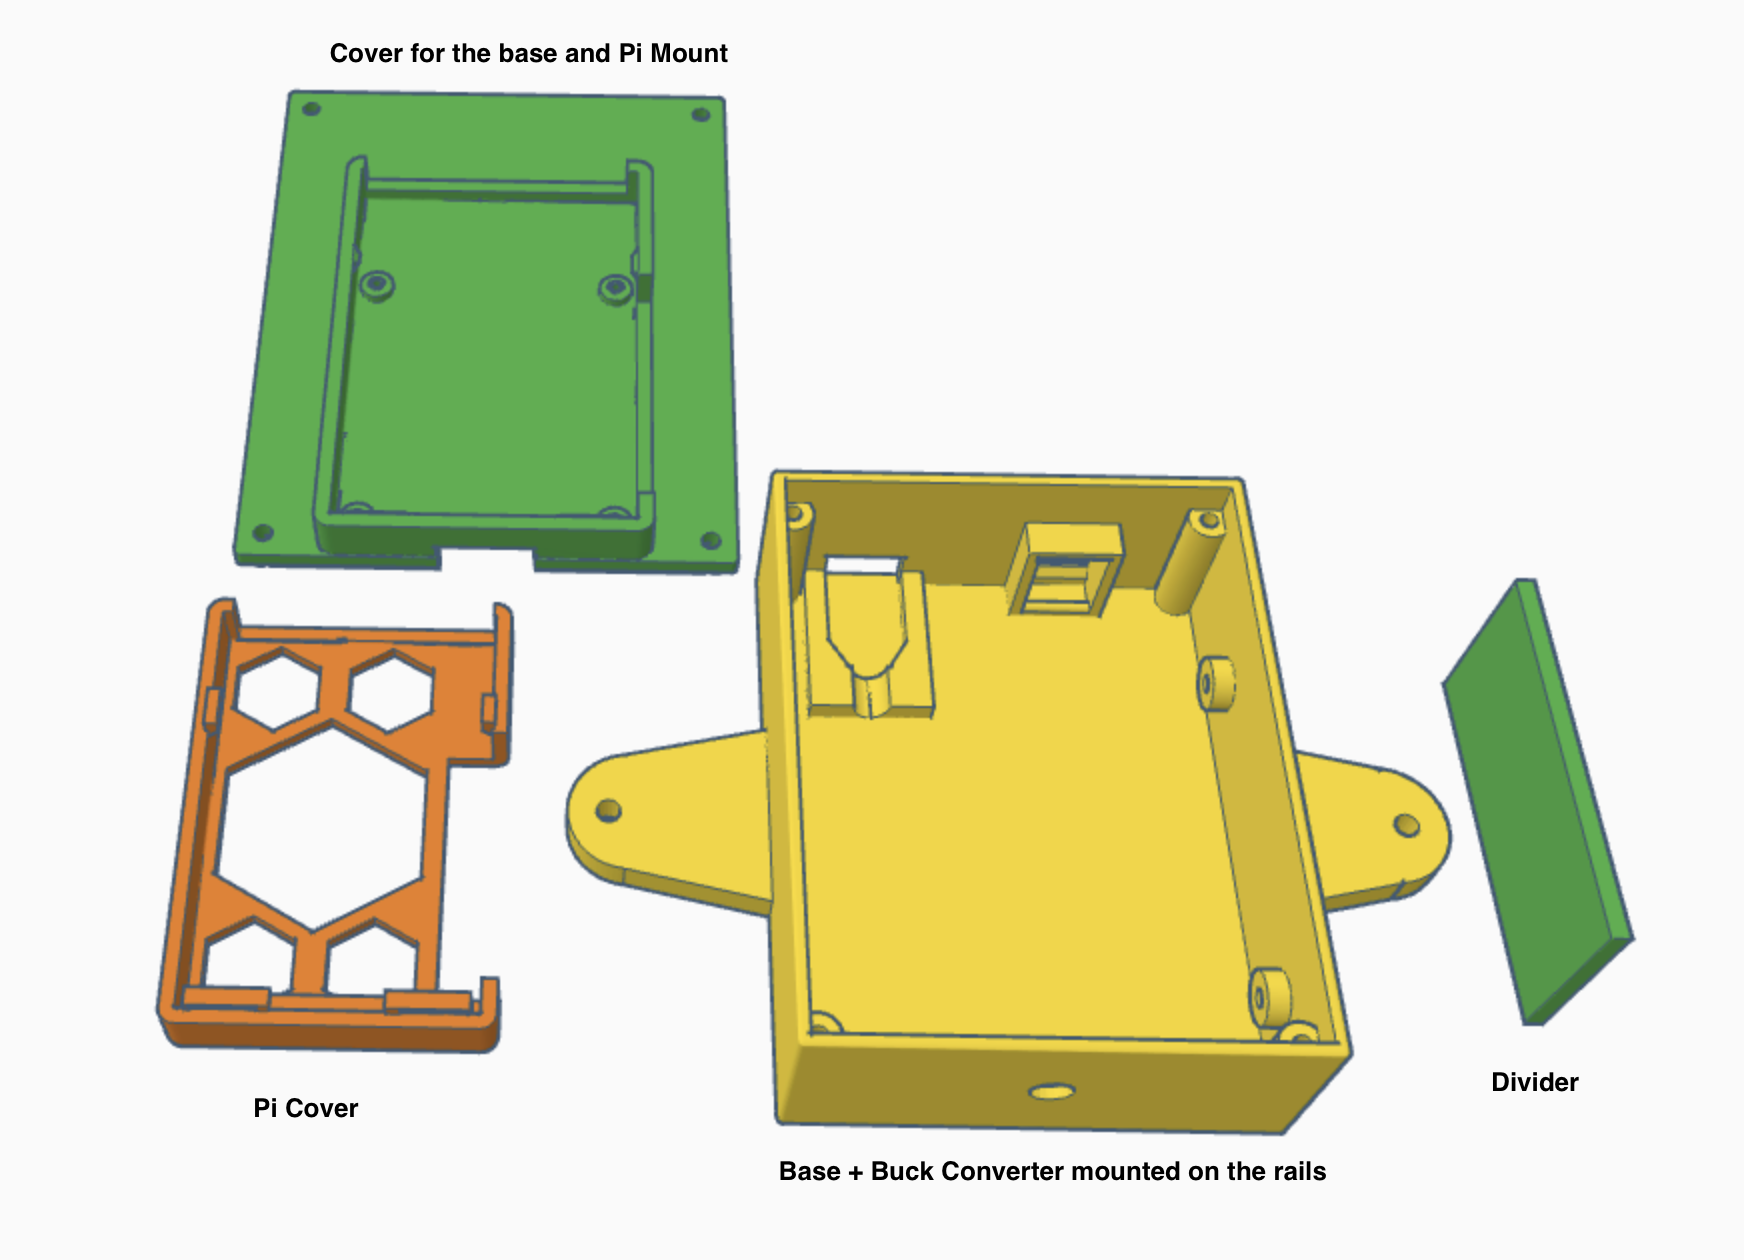 Cover for the base and Pi Mount
Pi Cover
Divider
Base + Buck Converter mounted on the rails